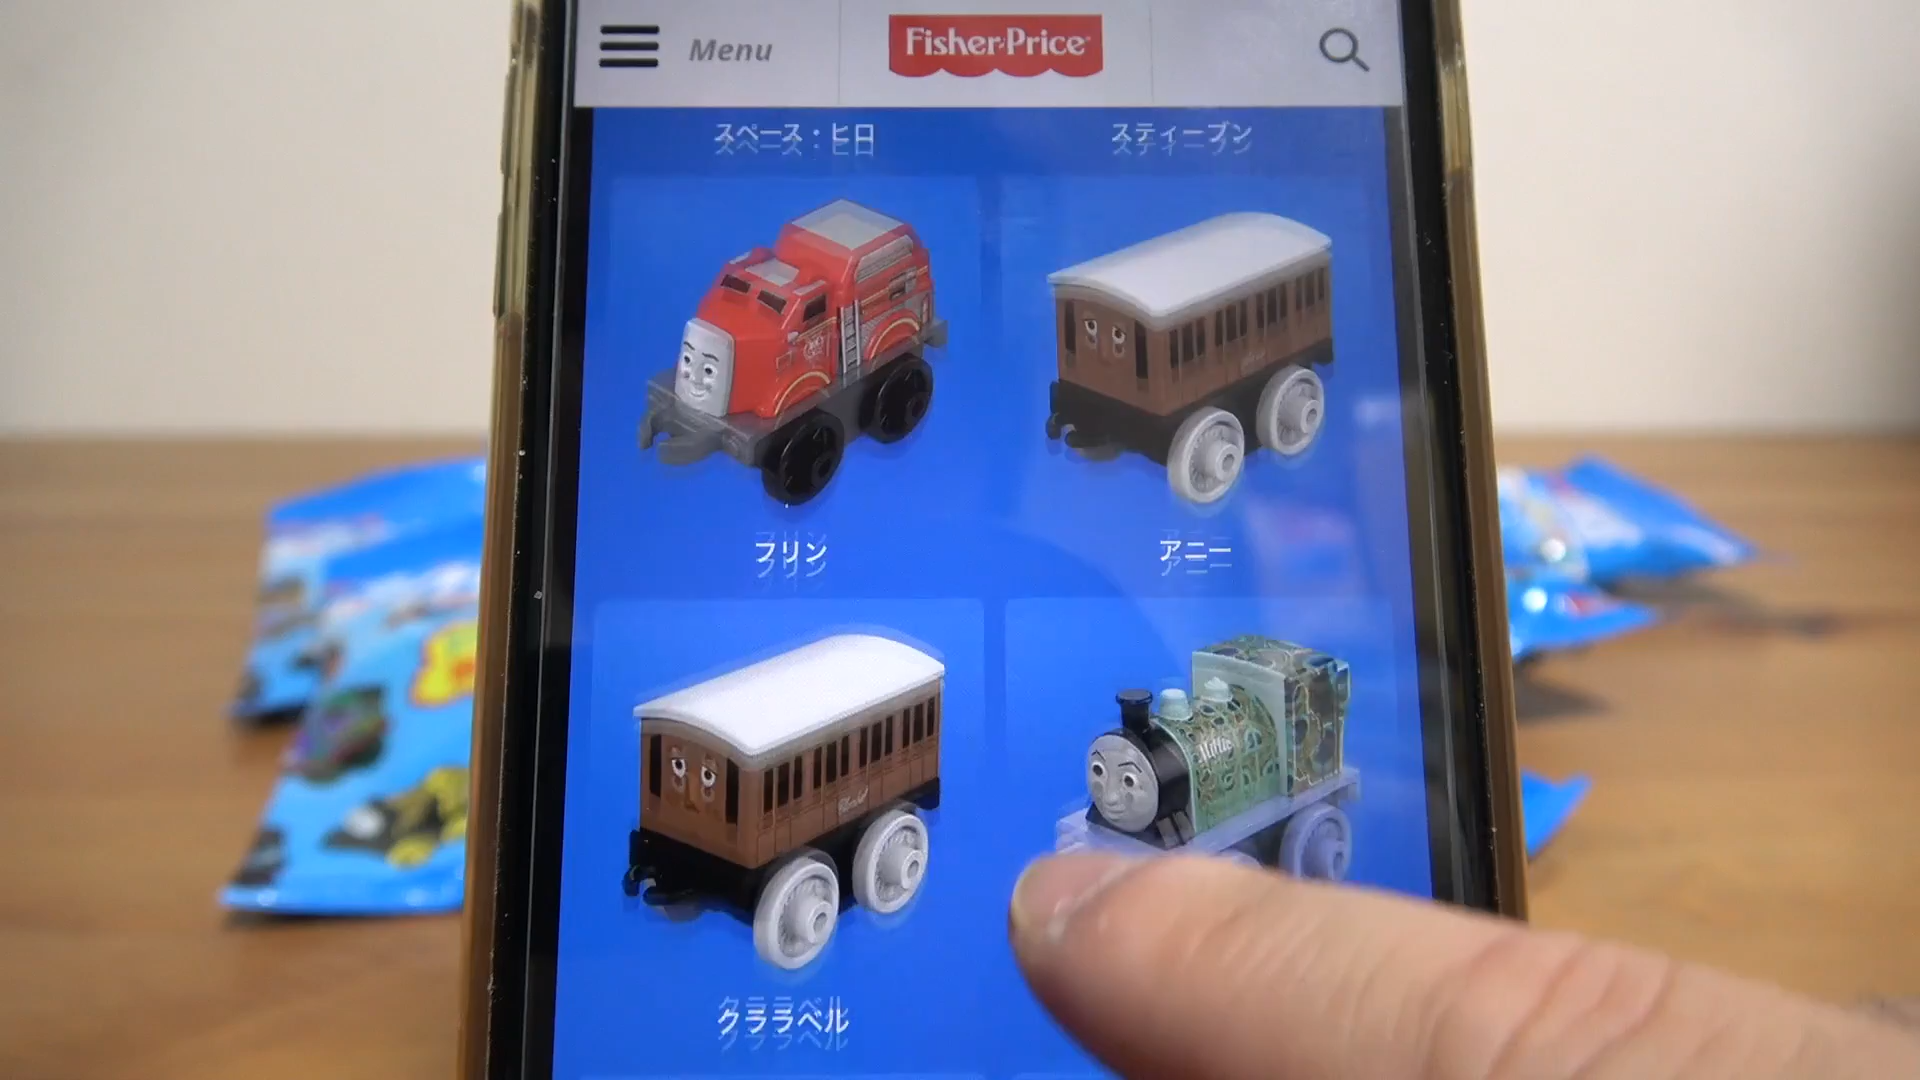 Menu
Fisher-Price
スペース：ヒロ
スティーブン
フリン
アニー
クララベル
Millie